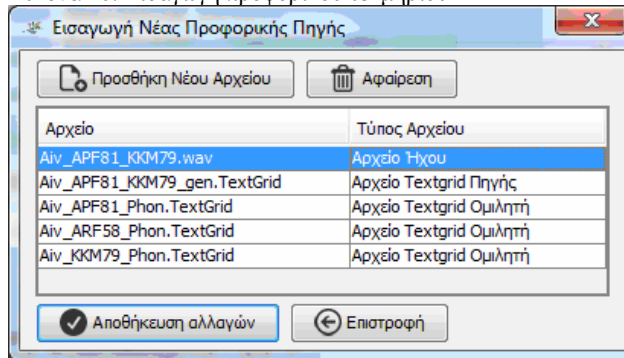 Εισαγωγή Νέας Προφορικής Πηγής
Προσθήκη Νέου Αρχείου Αφαίρεση
Αρχείο Τύπος Αρχείου
Aiv_APF81_KKM79.wav Αρχείο Ήχου
Aiv_APF81_KKM79_gen.TextGrid Αρχείο Textgrid Πηγής
Aiv_APF81_Phon.TextGrid Αρχείο Textgrid Ομιλητή
Aiv_ARF58_Phon.TextGrid Αρχείο Textgrid Ομιλητή
Aiv_KKM79_Phon.TextGrid Αρχείο Textgrid Ομιλητή
Αποθήκευση αλλαγών Επιστροφή